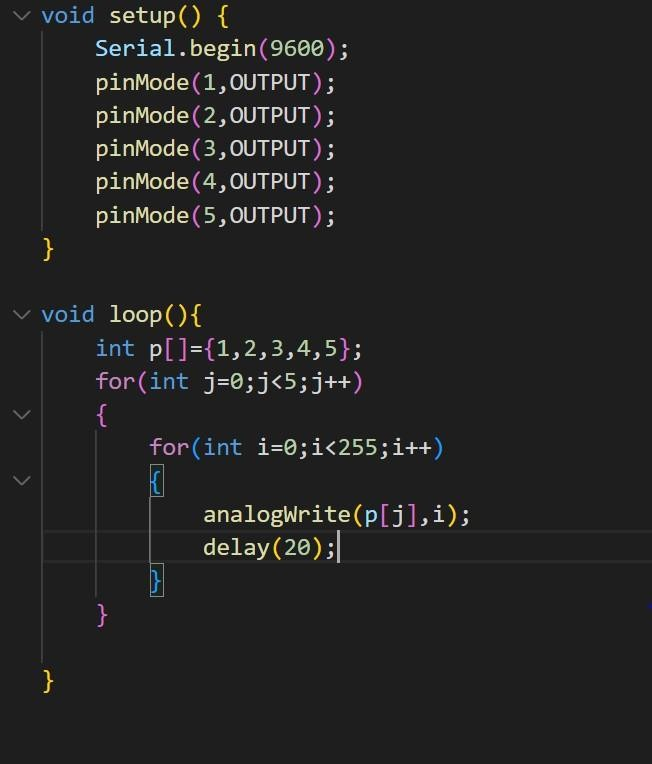 void setup() {
Serial.begin(9600);
pinMode(1,OUTPUT);
pinMode(2,OUTPUT);
pinMode(3,OUTPUT);
pinMode(4,OUTPUT);
pinMode(5,OUTPUT);
}
void loop(){
int p[]={1,2,3,4,5};
for(int j=0;j<5;j++)
{
for(int i=0;i<255;i++)
{
analogWrite(p[j],i);
delay(20);
}
}
}